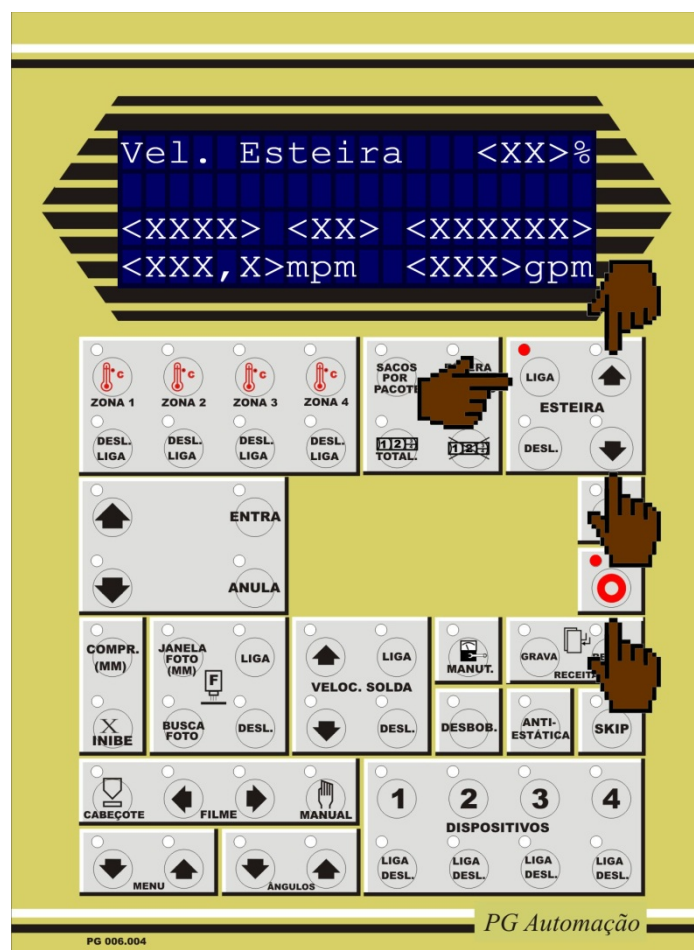 Vel. Esteira <XX>%
<XXXX> <XX> <XXXXXX>
<XXX,X>mpm <XXX>gpm
°C °C °C °C
ZONA 1 ZONA 2 ZONA 3 ZONA 4
DESL. LIGA DESL. LIGA DESL. LIGA DESL. LIGA
SACOS
POR
PACOTE
TOTAL.
LIGA
ESTEIRA
DESL.
ENTRA
ANULA
COMPR.
(MM)
X
INIBE
JANELA
FOTO
(MM)
LIGA
F
BUSCA
FOTO
DESL.
LIGA
VELOC. SOLDA
DESL.
MANUT.
GRAVA
DESBOB.
ANTI-
ESTÁTICA
SKIP
CABEÇOTE
FILME
MANUAL
MENU
ÂNGULOS
1 2 3 4
DISPOSITIVOS
LIGA LIGA LIGA LIGA
DESL. DESL. DESL. DESL.
PG Automação
PG 006.004